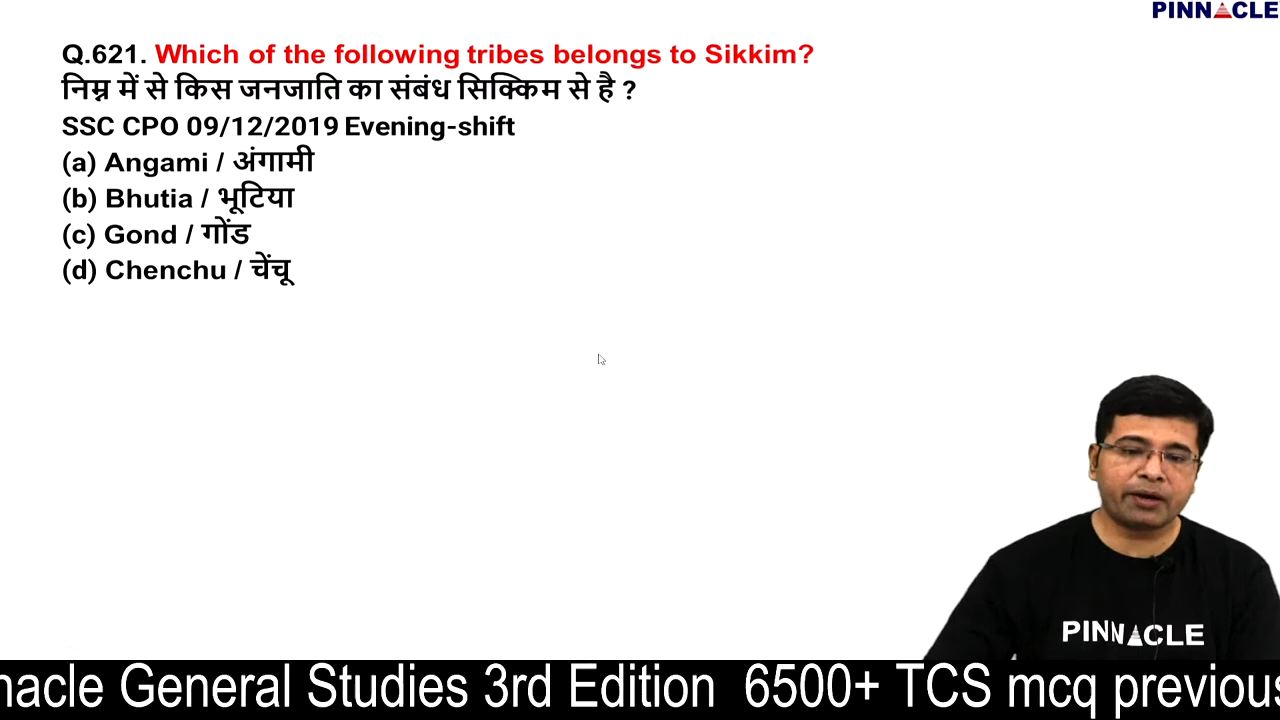 PINNACLE
Q.621. Which of the following tribes belongs to Sikkim?
निम्न में से किस जनजाति का संबंध सिक्किम से है ?
SSC CPO 09/12/2019 Evening-shift
(a) Angami / अंगामी
(b) Bhutia / भूटिया
(c) Gond / गोंड
(d) Chenchu / चेंचू
PINNACLE
nacle General Studies 3rd Edition 6500+ TCS mcq previous